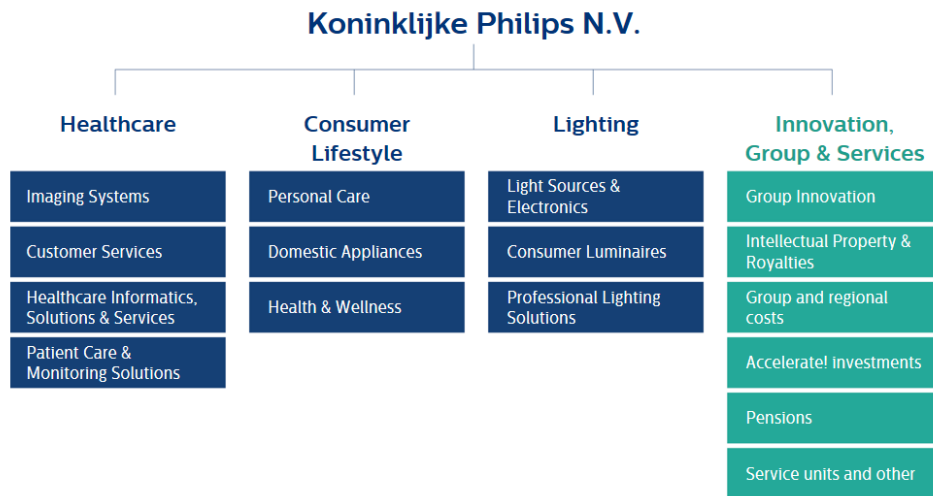 Koninklijke Philips N.V.
Healthcare
Imaging Systems
Customer Services
Healthcare Informatics,
Solutions & Services
Patient Care &
Monitoring Solutions
Consumer
Lifestyle
Personal Care
Domestic Appliances
Health & Wellness
Lighting
Light Sources &
Electronics
Consumer Luminaires
Professional Lighting
Solutions
Innovation,
Group & Services
Group Innovation
Intellectual Property &
Royalties
Group and regional
costs
Accelerate! investments
Pensions
Service units and other